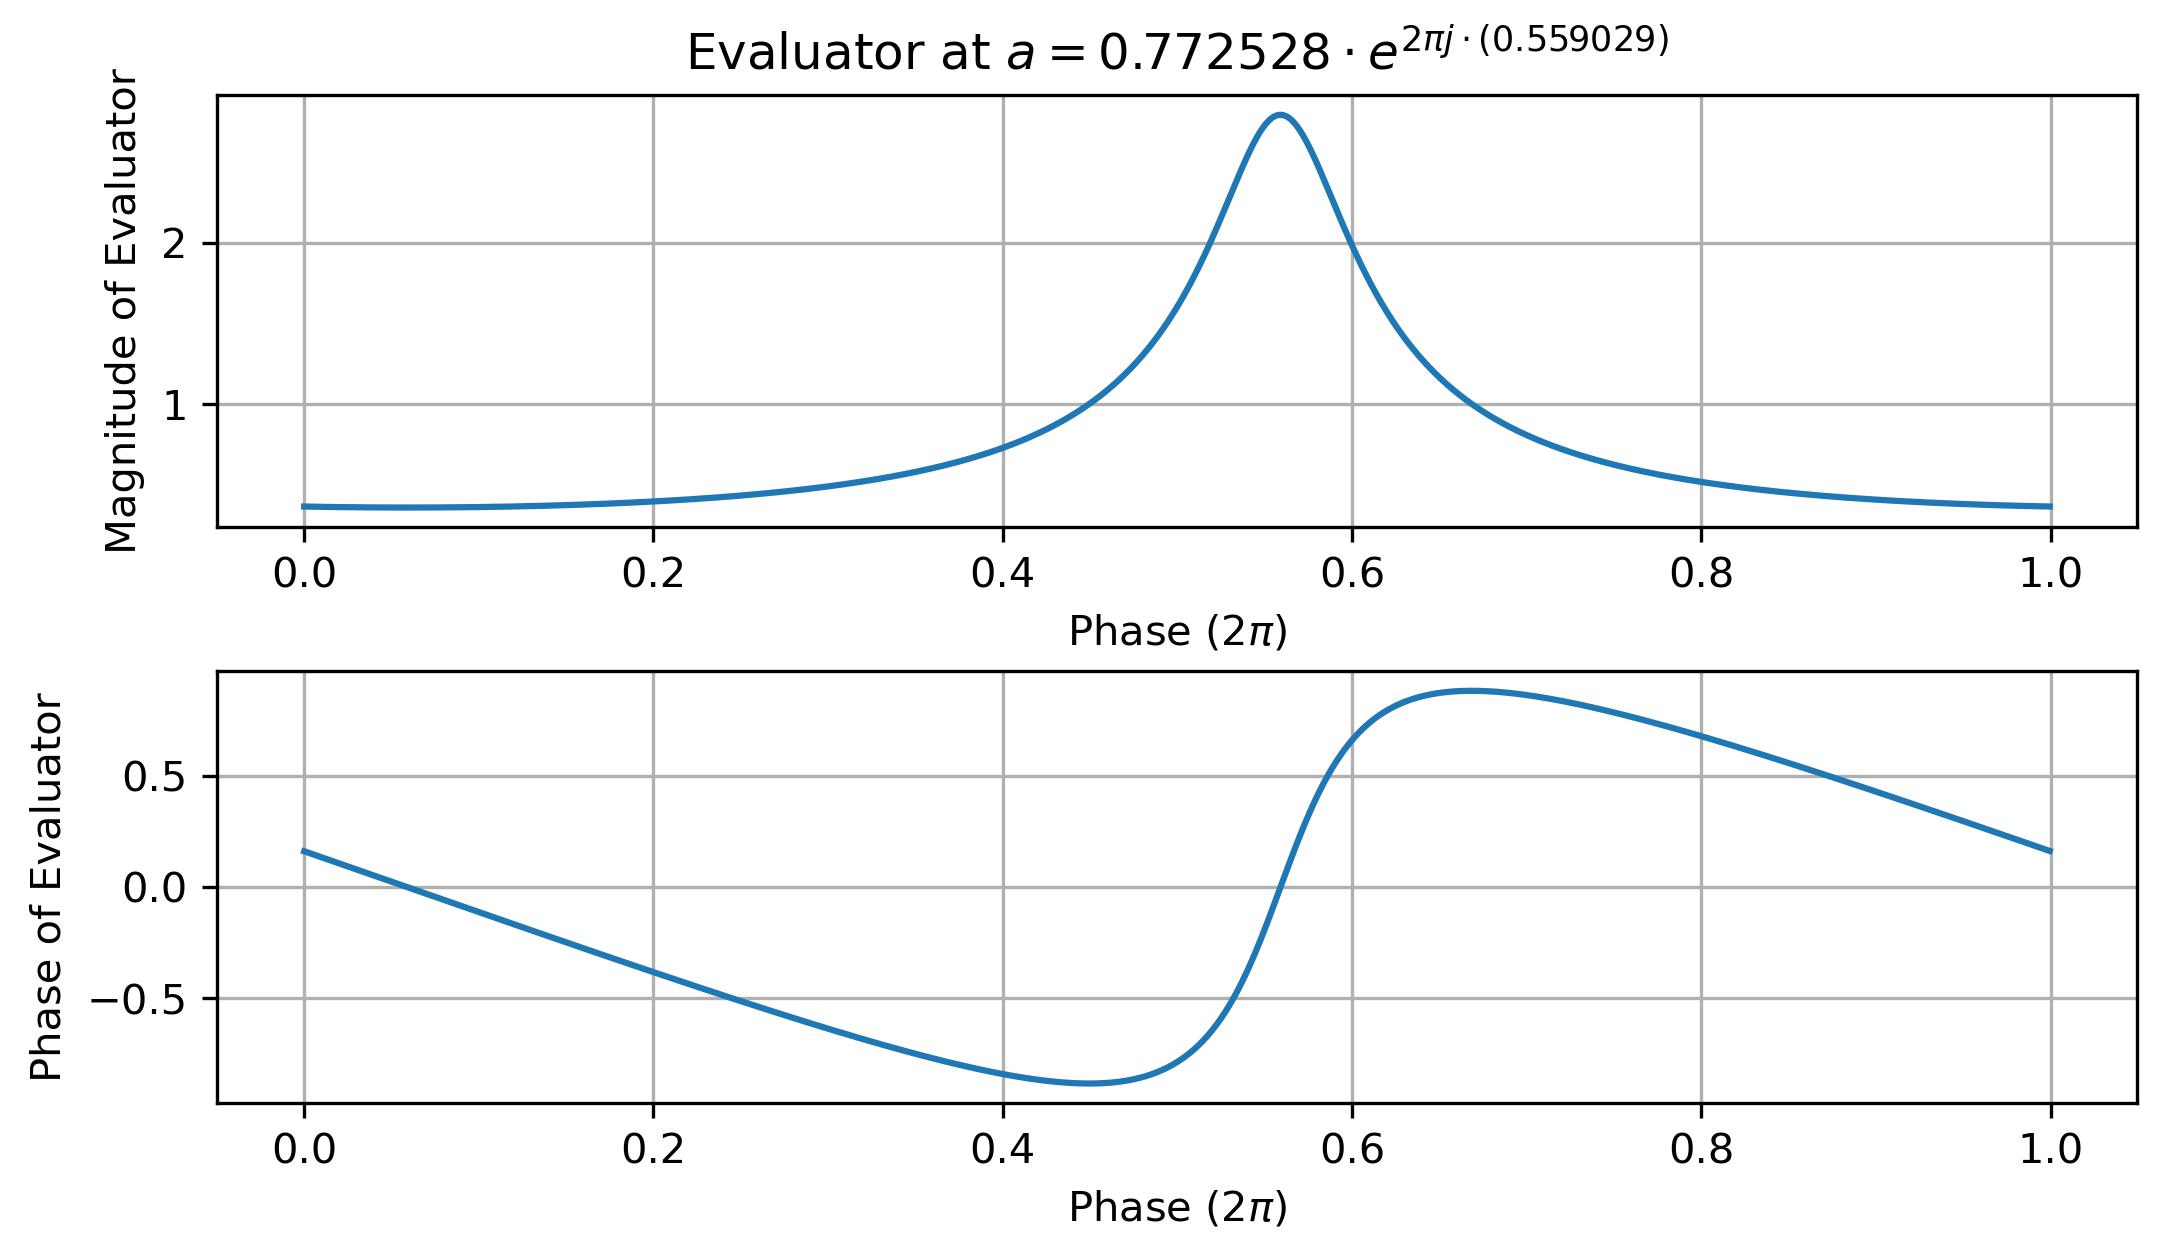 Evaluator at a = 0.772528 · e^{2πj·(0.559029)}
Magnitude of Evaluator
2
1
0.0 0.2 0.4 0.6 0.8 1.0
Phase (2π)
Phase of Evaluator
0.5
0.0
−0.5
0.0 0.2 0.4 0.6 0.8 1.0
Phase (2π)